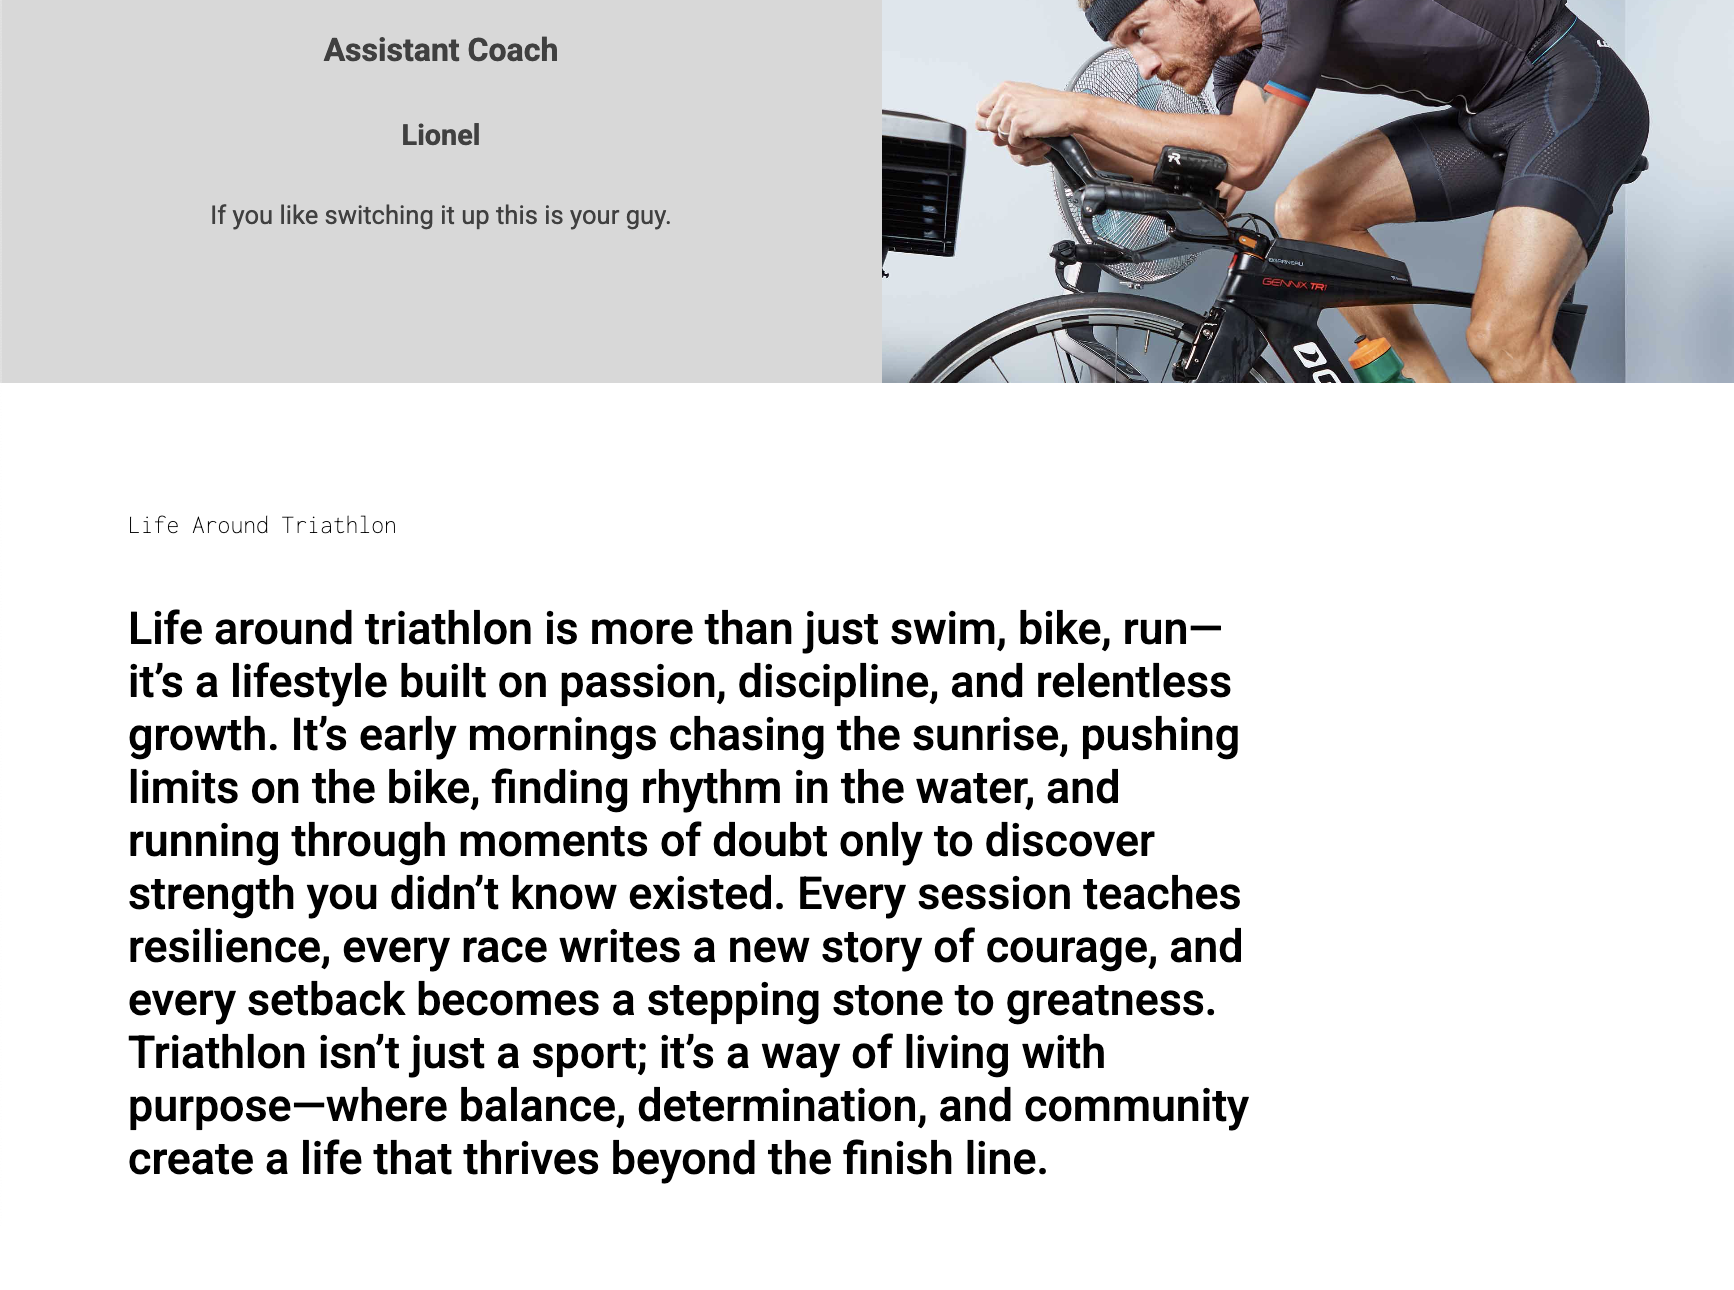 Assistant Coach
Lionel
If you like switching it up this is your guy.
R
GENNIX TR1
Life Around Triathlon
Life around triathlon is more than just swim, bike, run—
it’s a lifestyle built on passion, discipline, and relentless
growth. It’s early mornings chasing the sunrise, pushing
limits on the bike, finding rhythm in the water, and
running through moments of doubt only to discover
strength you didn’t know existed. Every session teaches
resilience, every race writes a new story of courage, and
every setback becomes a stepping stone to greatness.
Triathlon isn’t just a sport; it’s a way of living with
purpose—where balance, determination, and community
create a life that thrives beyond the finish line.